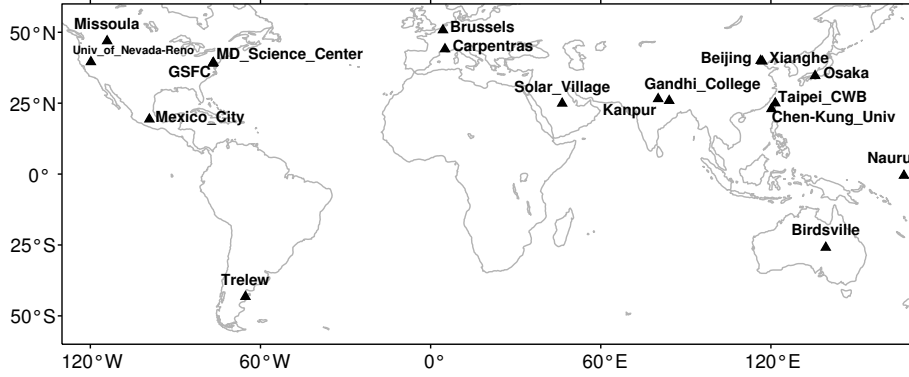 50°N
Missoula
Univ_of_Nevada-Reno
MD_Science_Center
GSFC
Brussels
Carpentras
Beijing
Xianghe
Osaka
25°N
Mexico_City
Solar_Village
Gandhi_College
Kanpur
Taipei_CWB
Chen-Kung_Univ
0°
Nauru
25°S
Birdsville
Trelew
50°S
120°W
60°W
0°
60°E
120°E